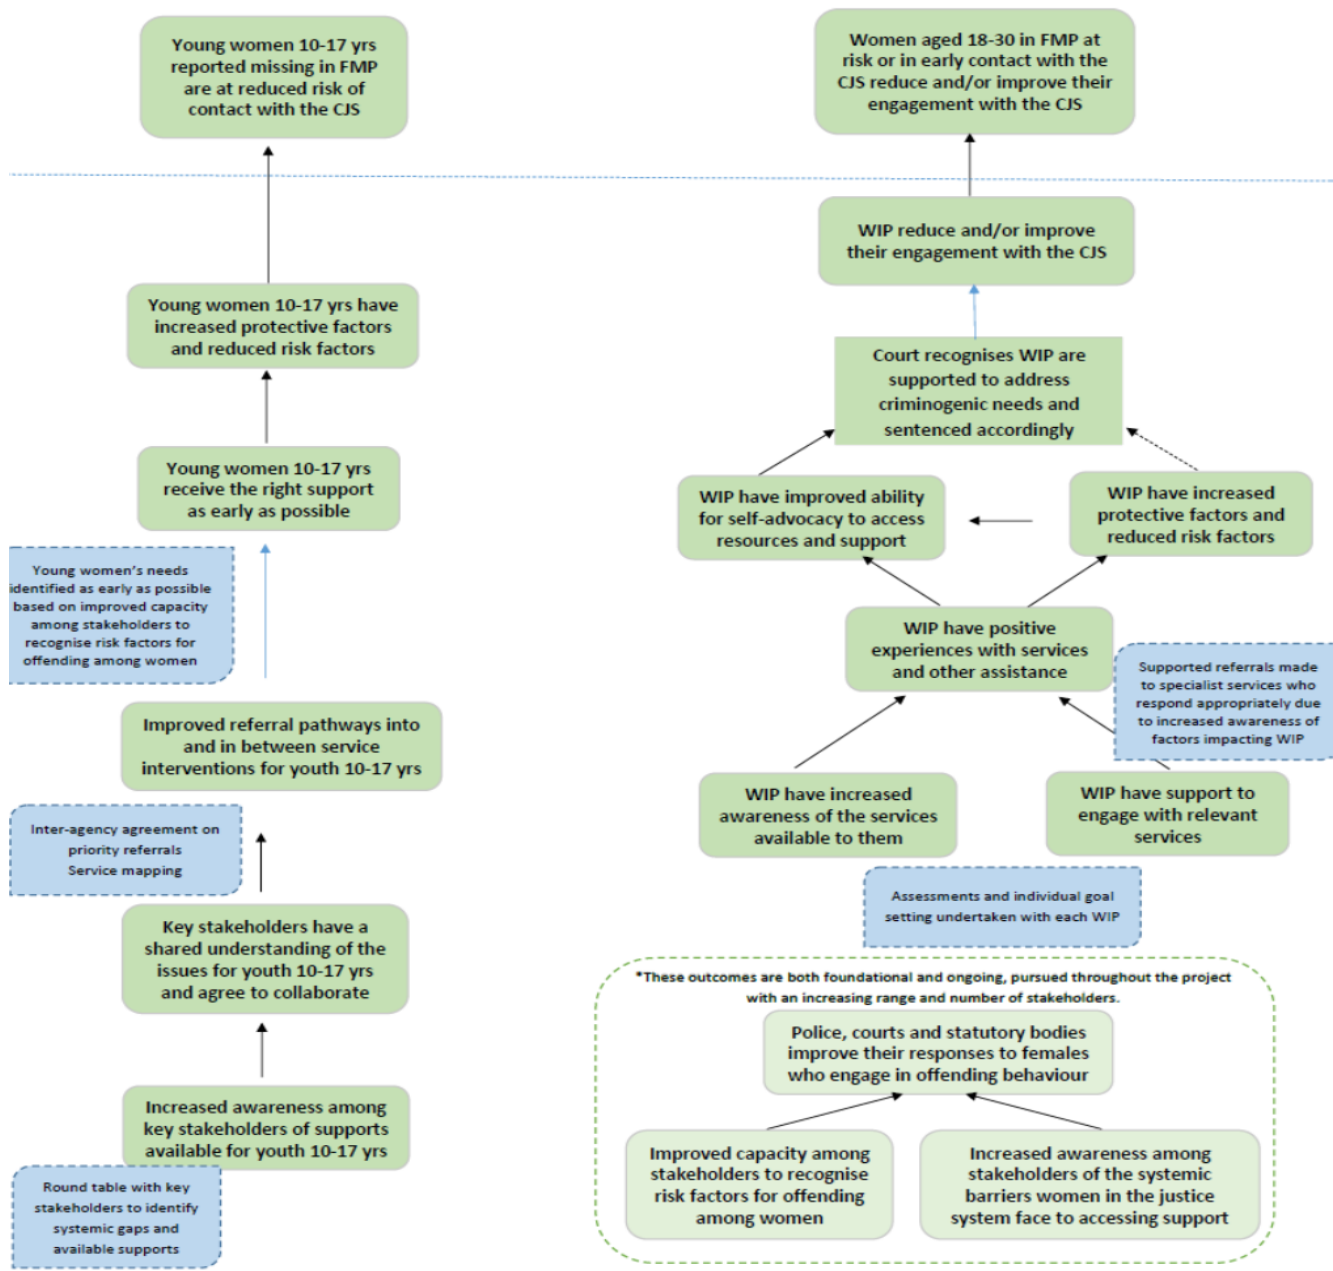 Young women 10-17 yrs
reported missing in FMP
are at reduced risk of
contact with the CJS
Women aged 18-30 in FMP at
risk or in early contact with the
CJS reduce and/or improve their
engagement with the CJS
WIP reduce and/or improve
their engagement with the CJS
Young women 10-17 yrs have
increased protective factors
and reduced risk factors
Court recognises WIP are
supported to address
criminogenic needs and
sentenced accordingly
Young women 10-17 yrs
receive the right support
as early as possible
WIP have improved ability
for self-advocacy to access
resources and support
WIP have increased
protective factors and
reduced risk factors
Young women's needs
identified as early as possible
based on improved capacity
among stakeholders to
recognise risk factors for
offending among women
WIP have positive
experiences with services
and other assistance
Supported referrals made
to specialist services who
respond appropriately due
to increased awareness of
factors impacting WIP
Improved referral pathways into
and in between service
interventions for youth 10-17 yrs
WIP have increased
awareness of the services
available to them
WIP have support to
engage with relevant
services
Inter-agency agreement on
priority referrals
Service mapping
Assessments and individual goal
setting undertaken with each WIP
Key stakeholders have a
shared understanding of the
issues for youth 10-17 yrs
and agree to collaborate
*These outcomes are both foundational and ongoing, pursued throughout the project
with an increasing range and number of stakeholders.
Police, courts and statutory bodies
improve their responses to females
who engage in offending behaviour
Increased awareness among
key stakeholders of supports
available for youth 10-17 yrs
Improved capacity among
stakeholders to recognise
risk factors for offending
among women
Increased awareness among
stakeholders of the systemic
barriers women in the justice
system face to accessing support
Round table with key
stakeholders to identify
systemic gaps and
available supports